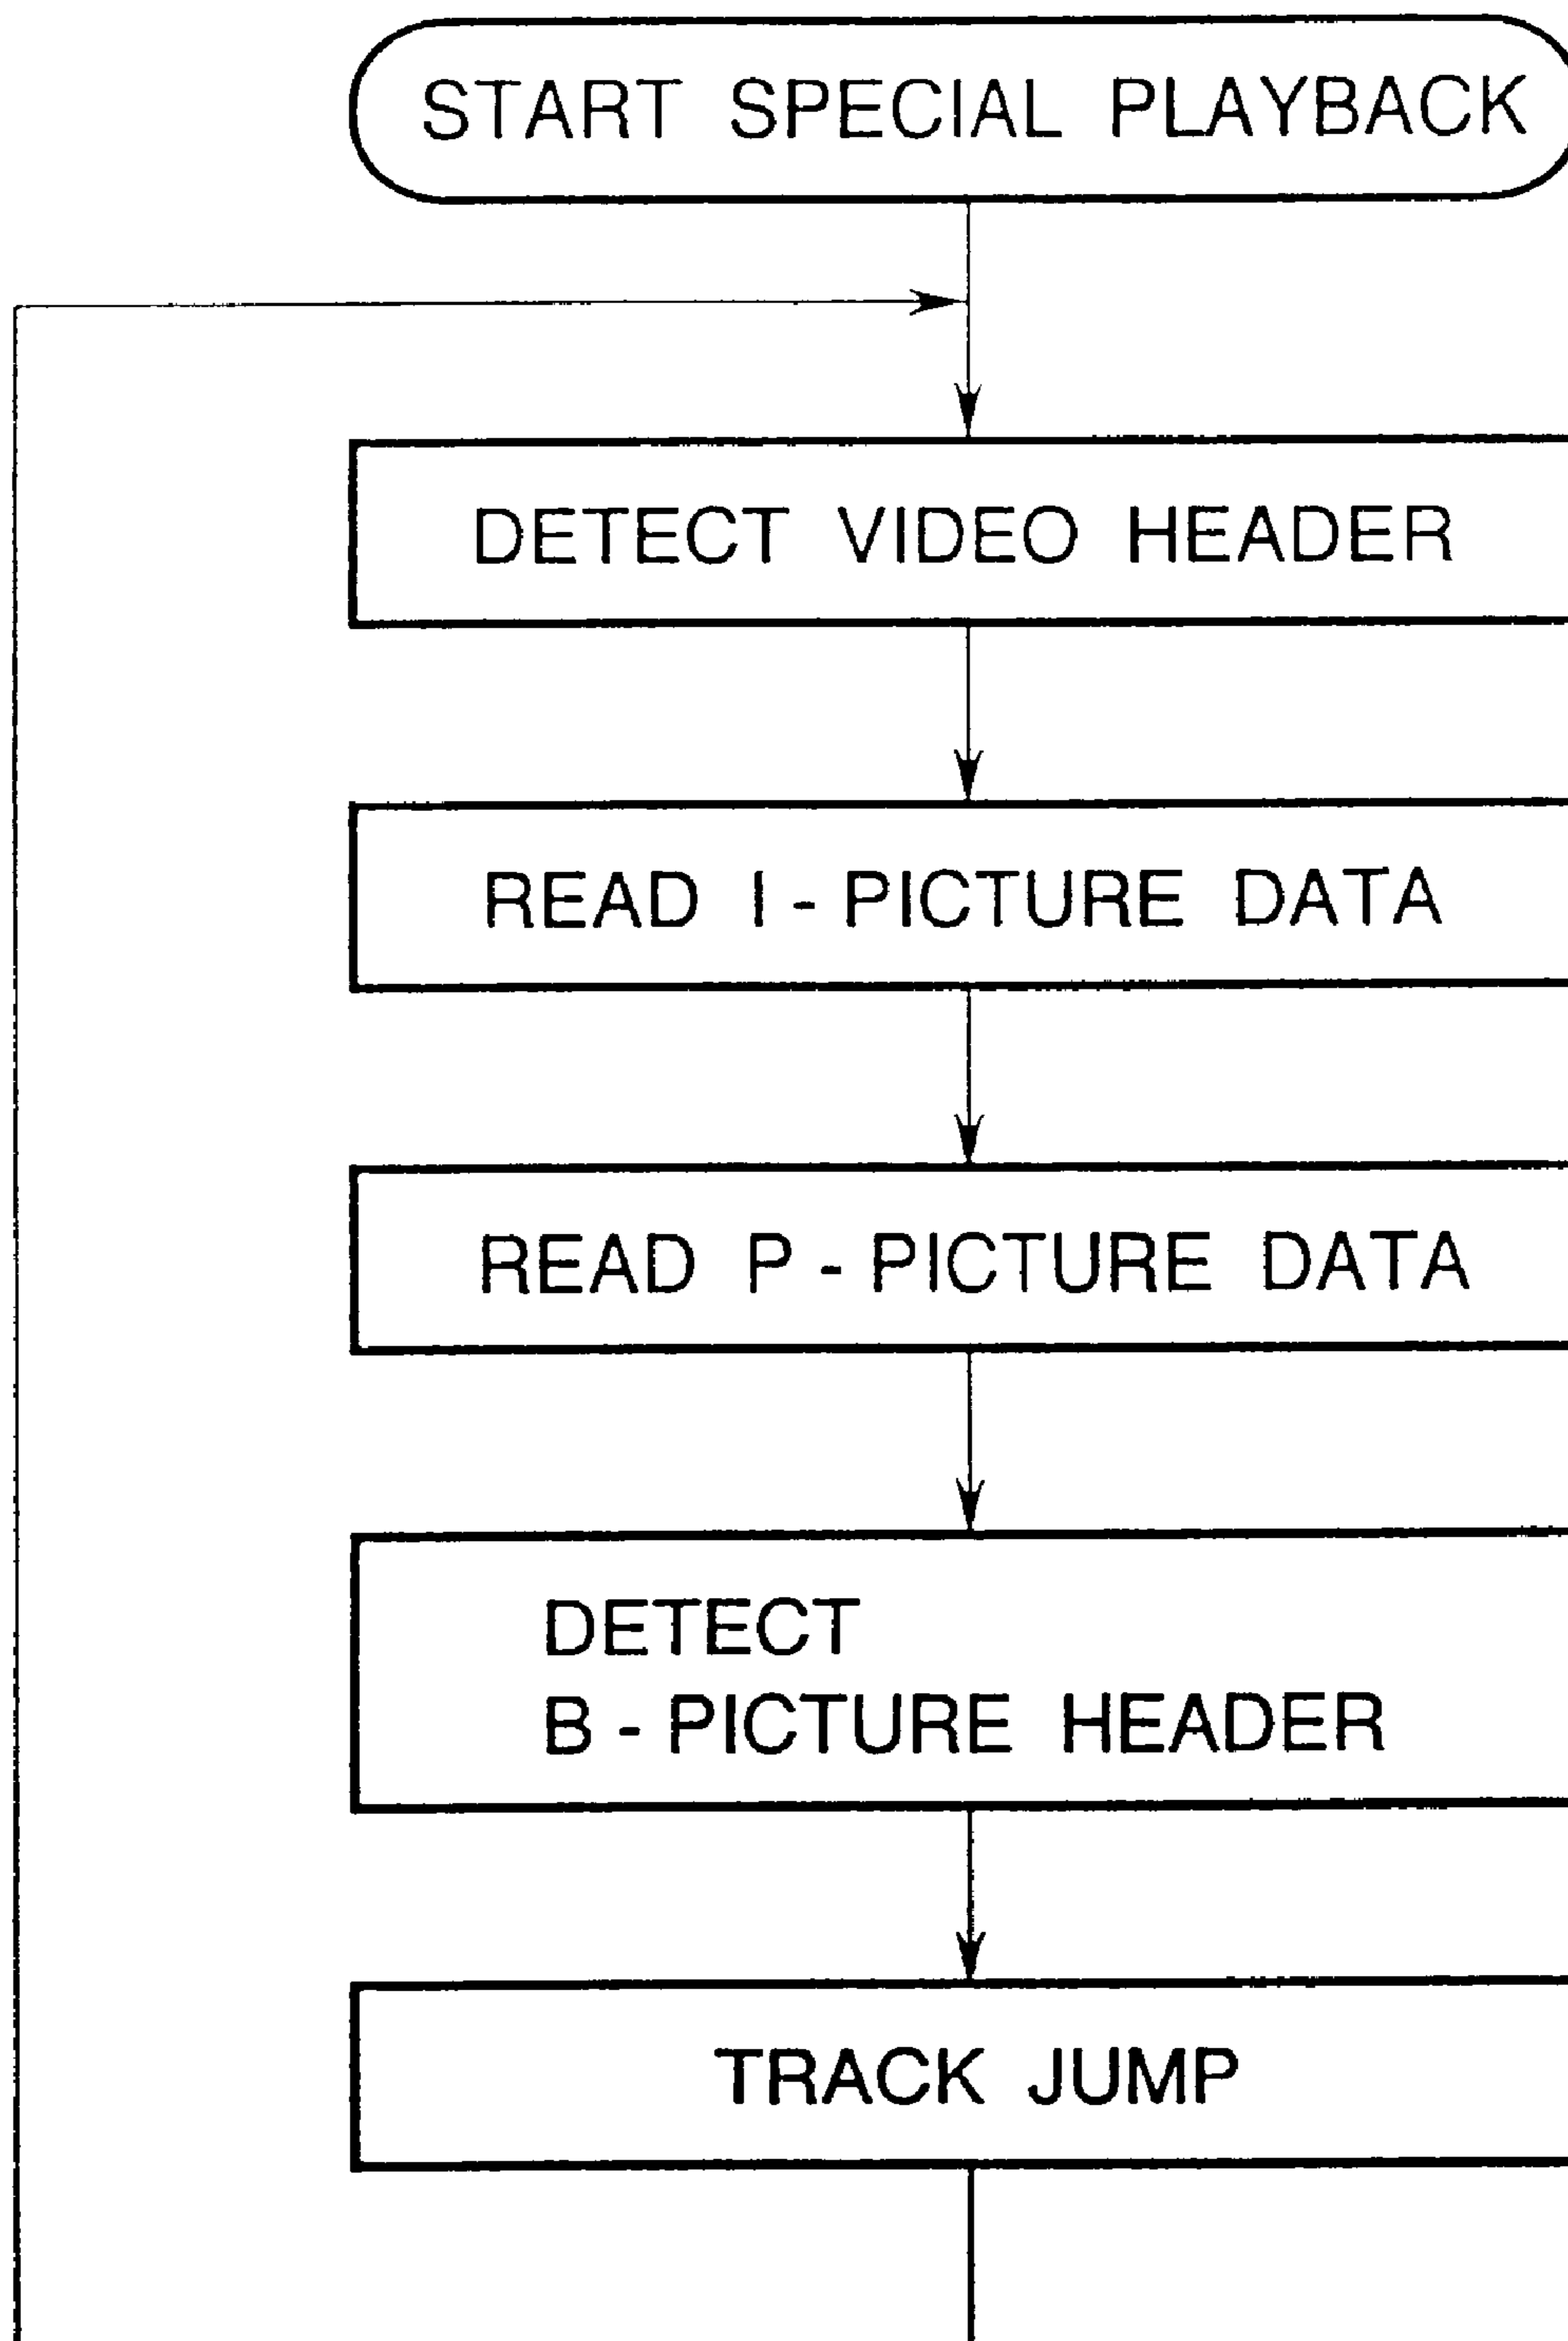 START SPECIAL PLAYBACK
DETECT VIDEO HEADER
READ I - PICTURE DATA
READ P - PICTURE DATA
DETECT
B - PICTURE HEADER
TRACK JUMP